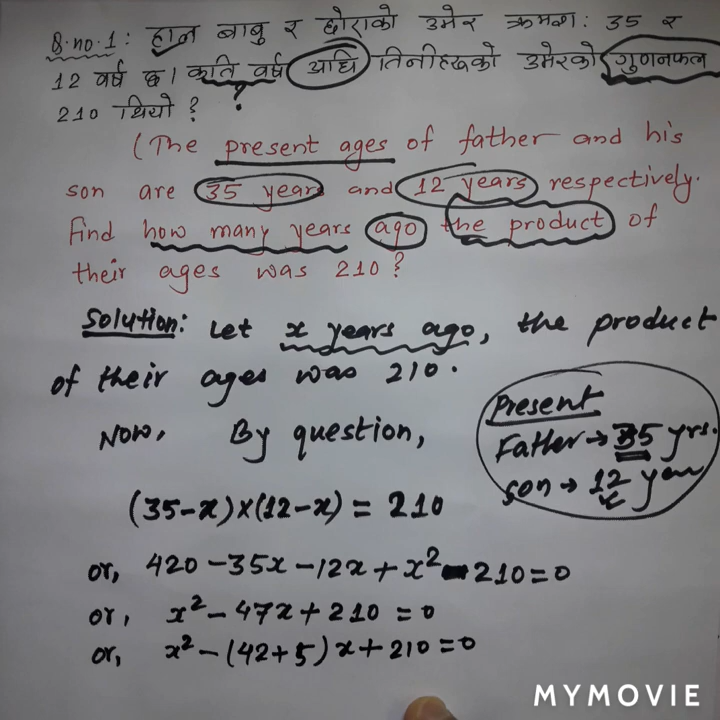 Q.no.1: हाल बाबु र छोराको उमेर क्रमशः 35 र
12 वर्ष छ। कति वर्ष अघि तिनीहरूको उमेरको गुणनफल
210 थियो ? ?
(The present ages of father and his
son are 35 years and 12 years respectively.
Find how many years ago the product of
their ages was 210?
Solution: Let x years ago, the product
of their ages was 210.
Present
Father → 35 yrs.
son → 12 year
Now, By question,
(35-x)×(12-x) = 210
or, 420 -35x -12x + x² - 210 = 0
or, x² - 47x + 210 = 0
or, x² - (42+5)x + 210 = 0
MYMOVIE